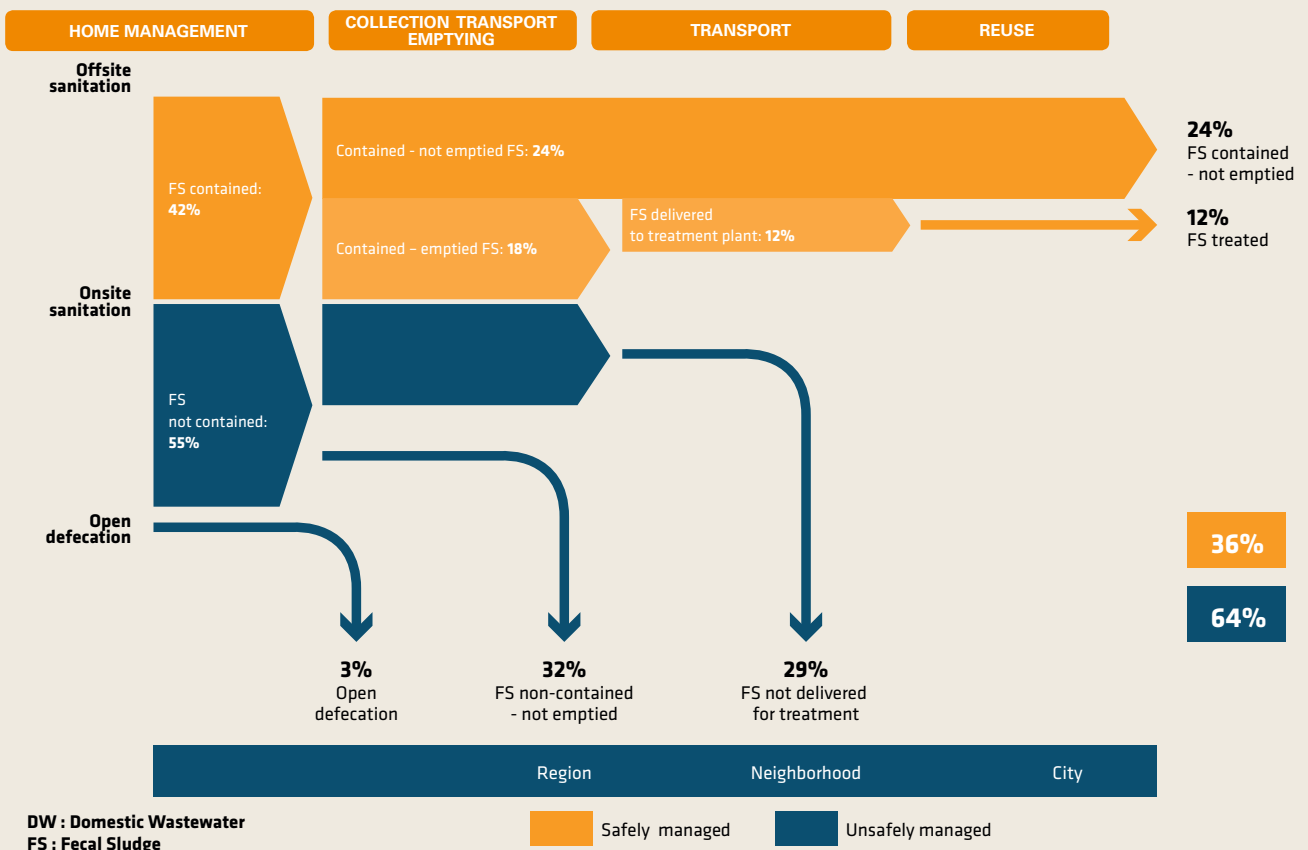 HOME MANAGEMENT
COLLECTION TRANSPORT
EMPTYING
TRANSPORT
REUSE
Offsite
sanitation
FS contained:
42%
Contained - not emptied FS: 24%
24%
FS contained
- not emptied
Contained – emptied FS: 18%
FS delivered
to treatment plant: 12%
12%
FS treated
Onsite
sanitation
FS
not contained:
55%
Open
defecation
36%
64%
3%
Open
defecation
32%
FS non-contained
- not emptied
29%
FS not delivered
for treatment
Region
Neighborhood
City
DW : Domestic Wastewater
FS : Fecal Sludge
Safely managed
Unsafely managed